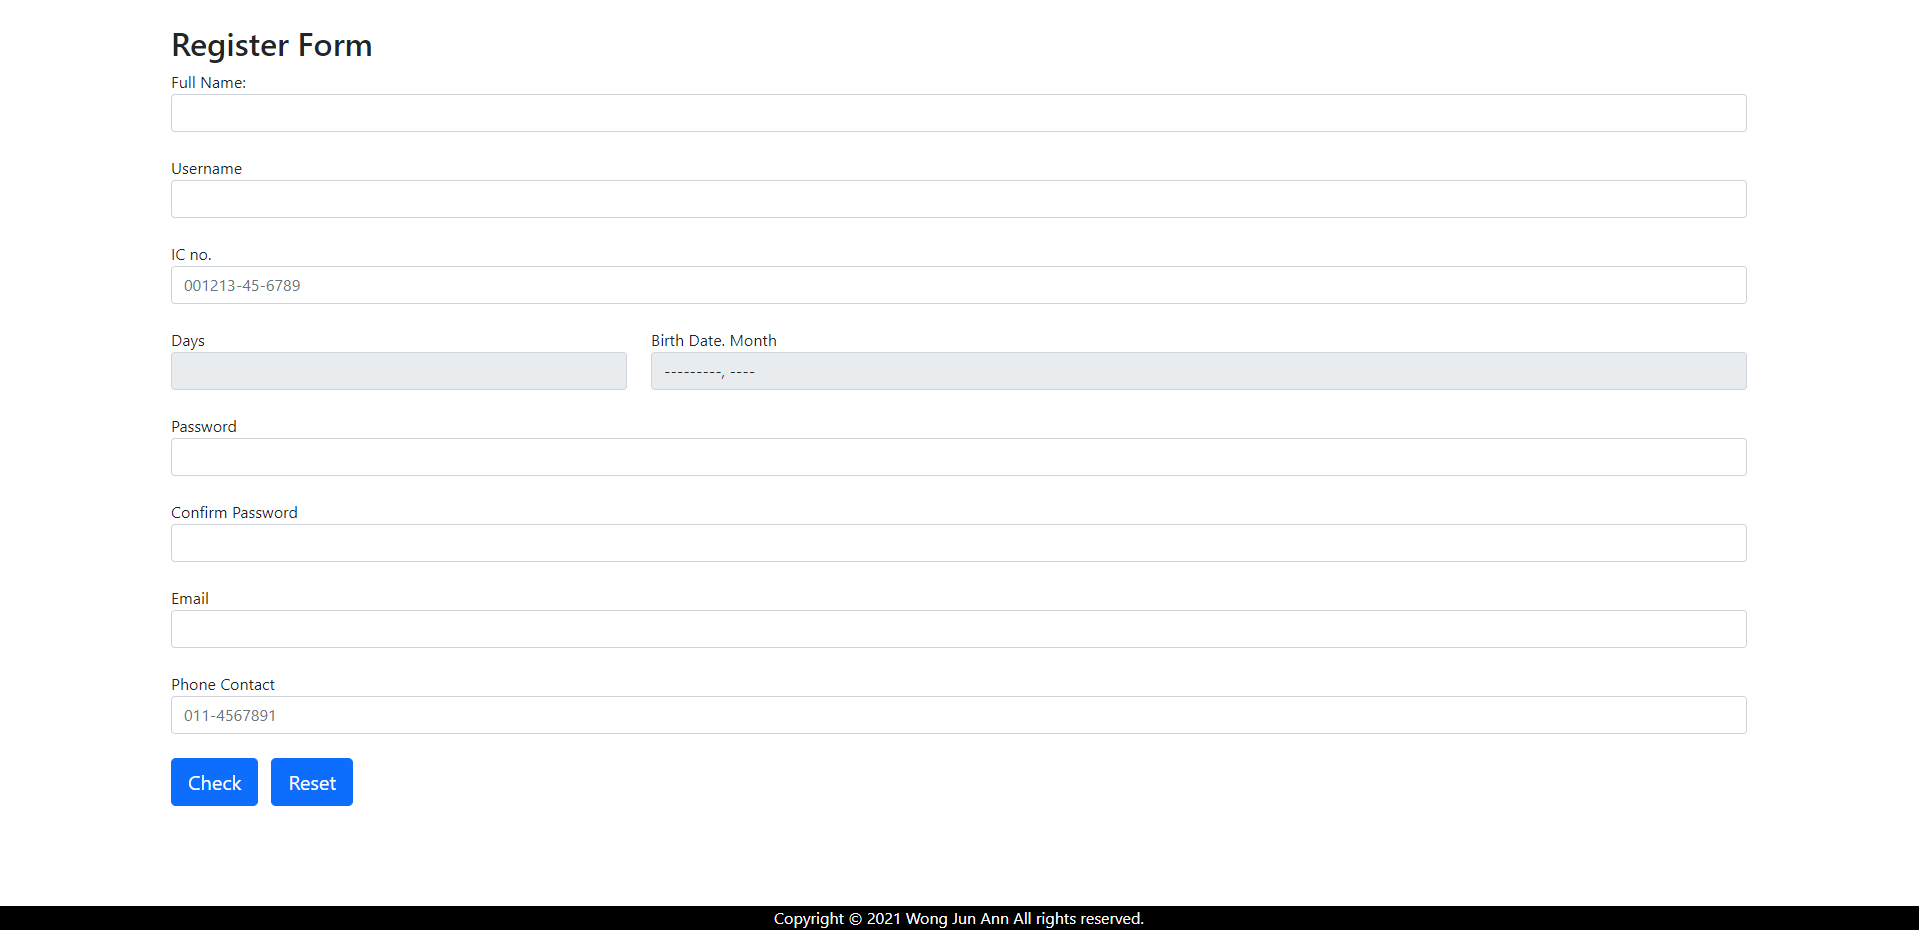 Register Form
Full Name:
Username
IC no.
001213-45-6789
Days Birth Date. Month
---------, ----
Password
Confirm Password
Email
Phone Contact
011-4567891
Check Reset
Copyright © 2021 Wong Jun Ann All rights reserved.